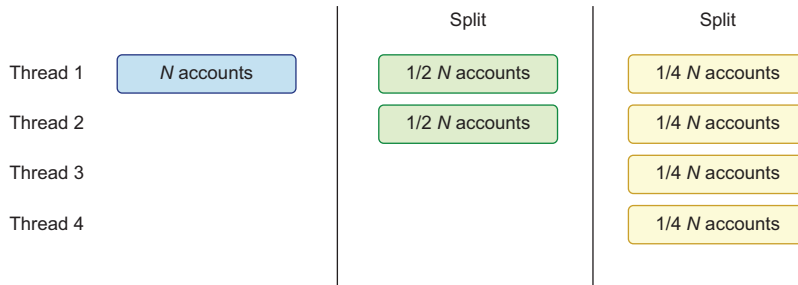 Split Split
Thread 1 N accounts 1/2 N accounts 1/4 N accounts
Thread 2 1/2 N accounts 1/4 N accounts
Thread 3 1/4 N accounts
Thread 4 1/4 N accounts